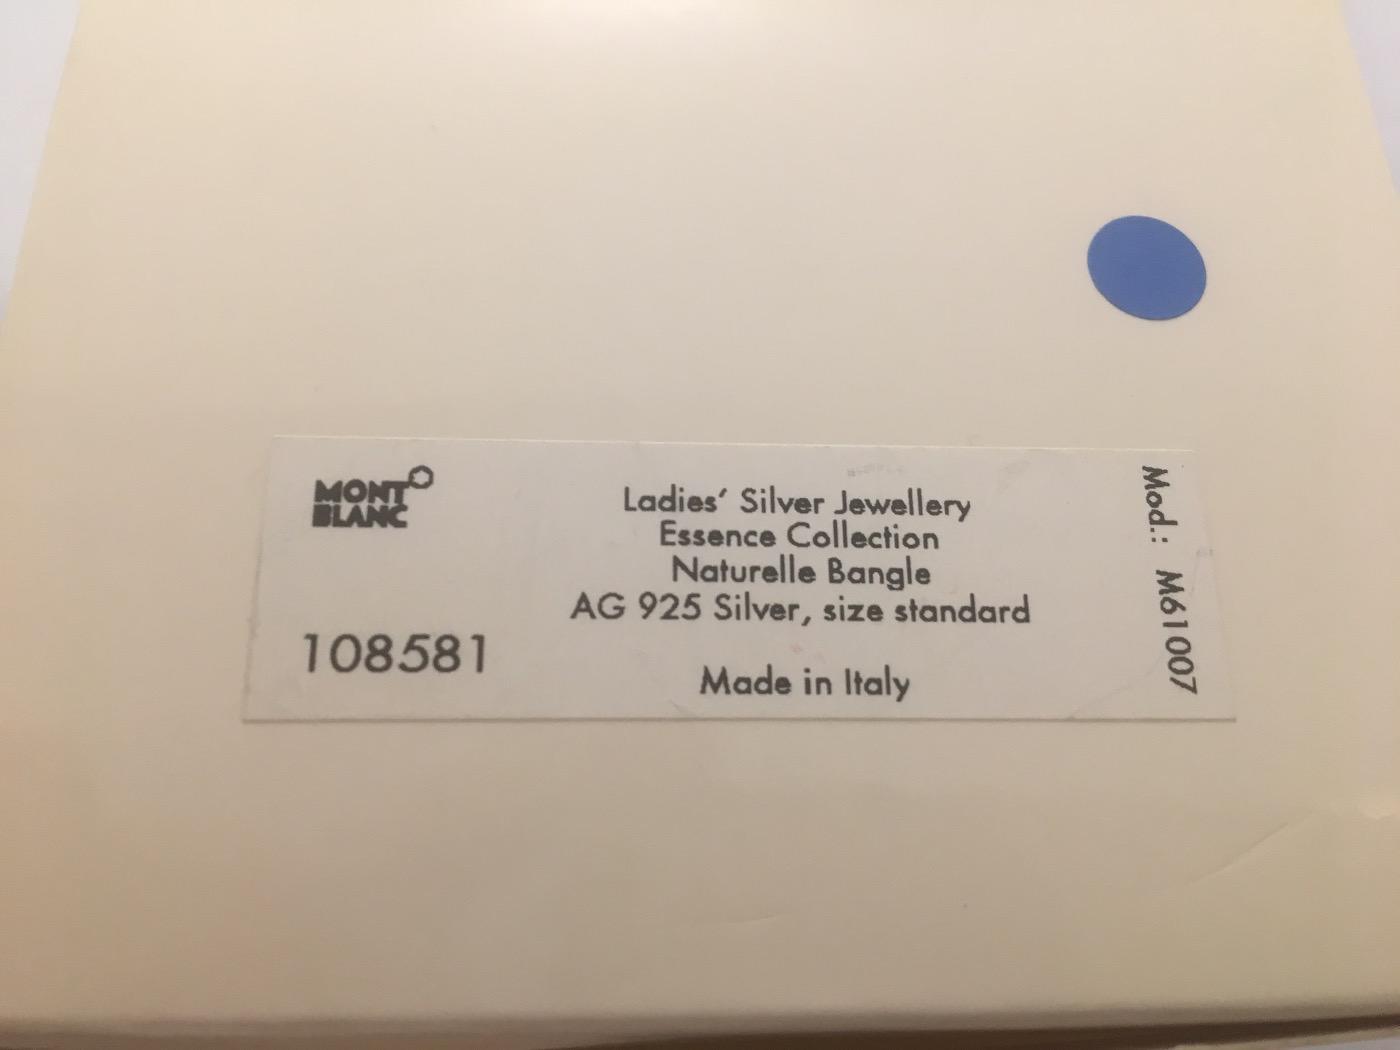 MONT
BLANC
108581
Ladies' Silver Jewellery
Essence Collection
Naturelle Bangle
AG 925 Silver, size standard
Made in Italy
Mod.: M61007